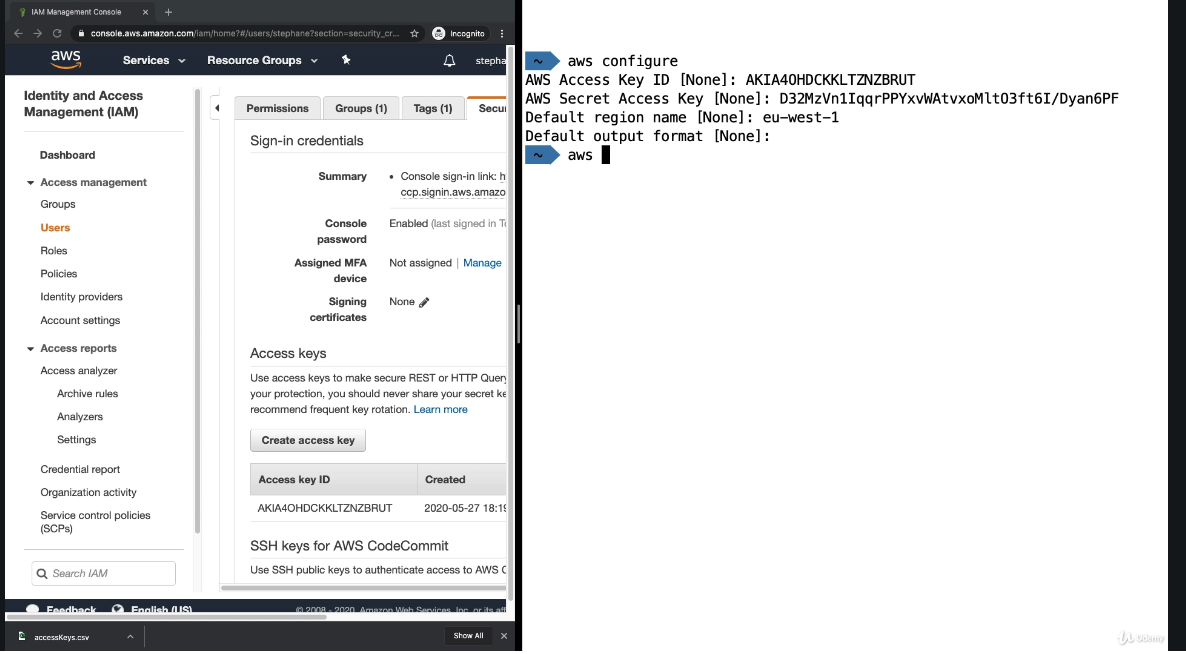 IAM Management Console
console.aws.amazon.com/iam/home?#/users/stephane?section=security_cr...
Incognito
aws
Services
Resource Groups
stepha
Identity and Access
Management (IAM)
Dashboard
Access management
Groups
Users
Roles
Policies
Identity providers
Account settings
Access reports
Access analyzer
Archive rules
Analyzers
Settings
Credential report
Organization activity
Service control policies
(SCPs)
Search IAM
Permissions
Groups (1)
Tags (1)
Secur
Sign-in credentials
Summary
• Console sign-in link: h
ccp.signin.aws.amazo
Console
password
Enabled (last signed in To
Assigned MFA
device
Not assigned | Manage
Signing
certificates
None
Access keys
Use access keys to make secure REST or HTTP Query
your protection, you should never share your secret ke
recommend frequent key rotation. Learn more
Create access key
Access key ID
Created
AKIA4OHDCKKLTZNZBRUT
2020-05-27 18:19
SSH keys for AWS CodeCommit
Use SSH public keys to authenticate access to AWS C
Feedback
English (US)
© 2008 - 2020, Amazon Web Services, Inc. or its aff
accessKeys.csv
Show All
~ aws configure
AWS Access Key ID [None]: AKIA4OHDCKKLTZNZBRUT
AWS Secret Access Key [None]: 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
Default region name [None]: eu-west-1
Default output format [None]:
~ aws
Udemy